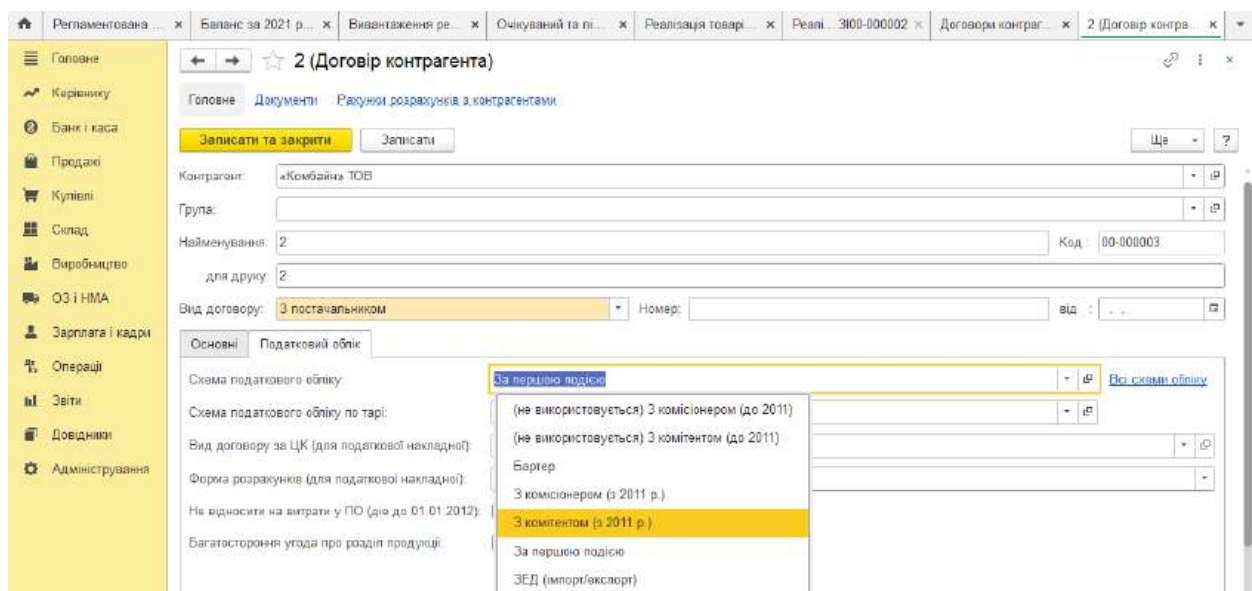 Регламентована ... × Баланс за 2021 р... × Вивантаження ре... × Очікуваний та пі... × Реалізація товарі... × Реалі... ЗІ00-000002 × Договори контраг... × 2 (Договір контра... ×
Головне
Керівнику
Банк і каса
Продажі
Купівлі
Склад
Виробництво
ОЗ і НМА
Зарплата і кадри
Операції
Звіти
Довідники
Адміністрування
2 (Договір контрагента)
Головне Документи Рахунки розрахунків з контрагентами
Записати та закрити Записати Ще ?
Контрагент: «Комбайн» ТОВ
Група:
Найменування: 2 Код : 00-000003
для друку: 2
Вид договору: З постачальником Номер: від : . .
Основні Податковий облік
Схема податкового обліку: За першою подією Всі схеми обліку
Схема податкового обліку по тарі:
Вид договору за ЦК (для податкової накладної):
Форма розрахунків (для податкової накладної):
Не відносити на витрати у ПО (діє до 01.01.2012):
Багатостороння угода про розділ продукції:
(не використовується) З комісіонером (до 2011)
(не використовується) З комітентом (до 2011)
Бартер
З комісіонером (з 2011 р.)
З комітентом (з 2011 р.)
За першою подією
ЗЕД (імпорт/експорт)